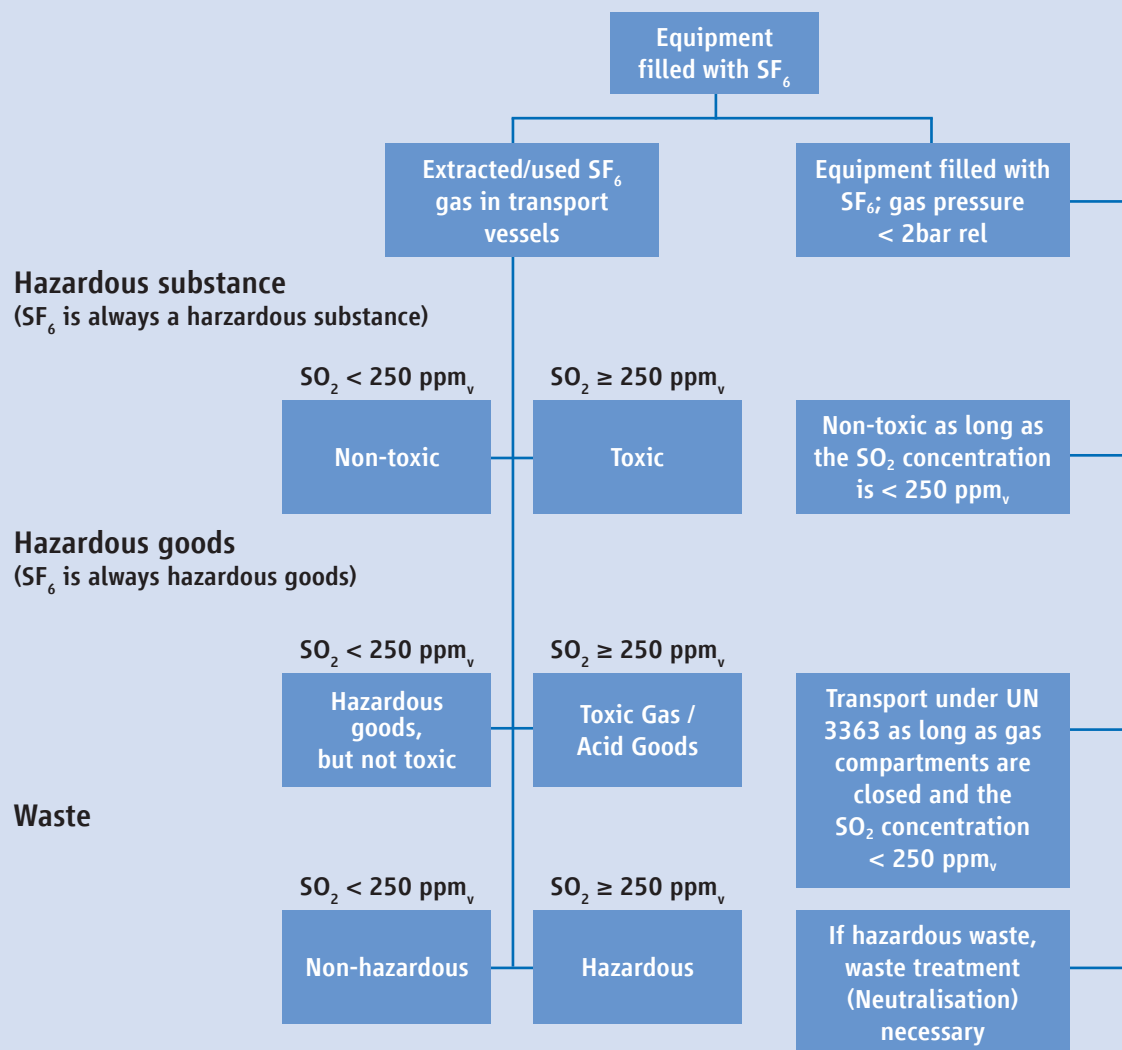 Equipment
filled with SF₆
Extracted/used SF₆
gas in transport
vessels
Equipment filled with
SF₆; gas pressure
< 2bar rel
Hazardous substance
(SF₆ is always a harzardous substance)
SO₂ < 250 ppmᵥ
SO₂ ≥ 250 ppmᵥ
Non-toxic
Toxic
Non-toxic as long as
the SO₂ concentration
is < 250 ppmᵥ
Hazardous goods
(SF₆ is always hazardous goods)
SO₂ < 250 ppmᵥ
SO₂ ≥ 250 ppmᵥ
Hazardous
goods,
but not toxic
Toxic Gas /
Acid Goods
Transport under UN
3363 as long as gas
compartments are
closed and the
SO₂ concentration
< 250 ppmᵥ
Waste
SO₂ < 250 ppmᵥ
SO₂ ≥ 250 ppmᵥ
Non-hazardous
Hazardous
If hazardous waste,
waste treatment
(Neutralisation)
necessary